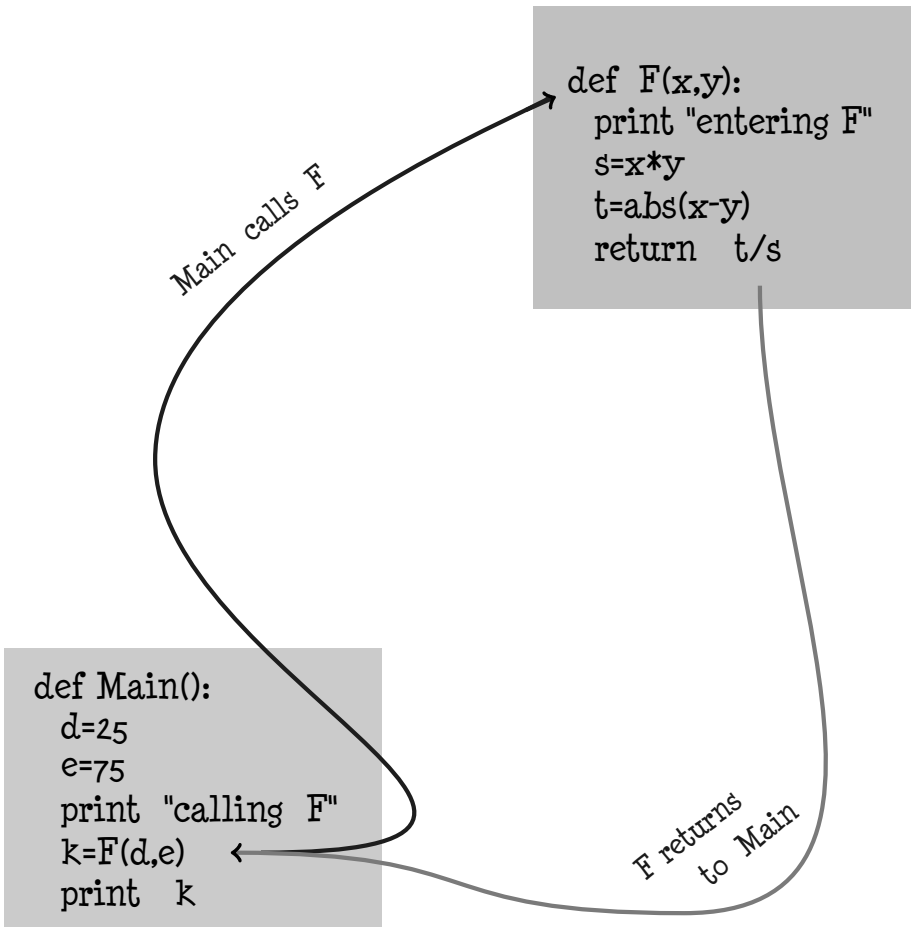 def F(x,y):
print "entering F"
s=x*y
t=abs(x-y)
return t/s
Main calls F
def Main():
d=25
e=75
print "calling F"
k=F(d,e)
print k
F returns
to Main